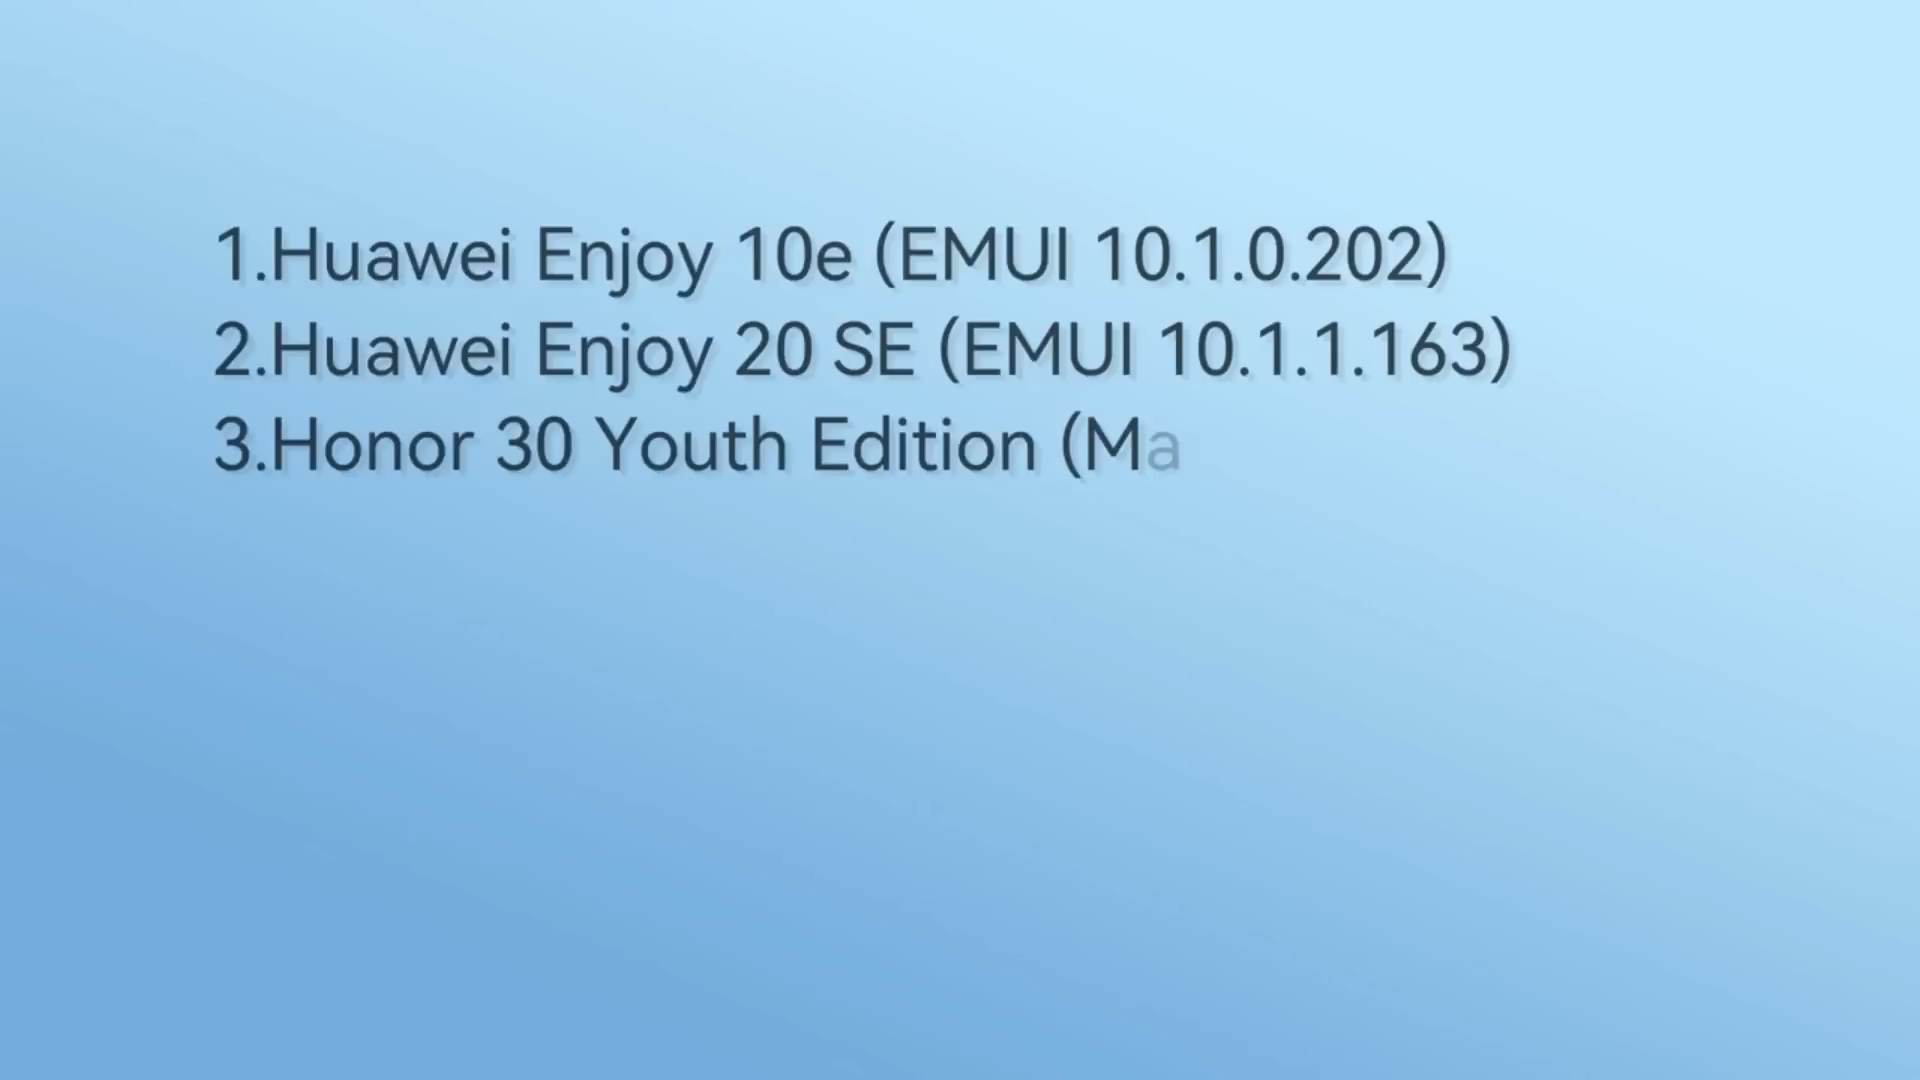 1.Huawei Enjoy 10e (EMUI 10.1.0.202)
2.Huawei Enjoy 20 SE (EMUI 10.1.1.163)
3.Honor 30 Youth Edition (Ma